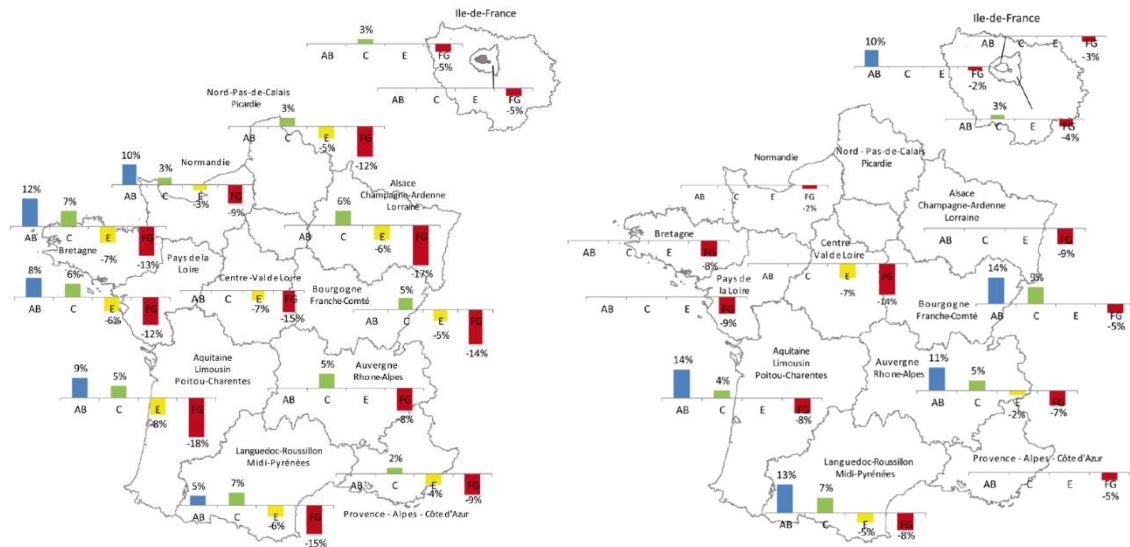 Ile-de-France
3%
AB C E FG
-5%
AB C E FG
-5%
Nord-Pas-de-Calais
Picardie
3%
AB C E FG
-5%
-12%
Normandie
10%
3%
AB C E FG
-3%
-9%
12%
7%
AB C E FG
-7%
-13%
Bretagne
Alsace
Champagne-Ardenne
Lorraine
6%
AB C E FG
-6%
-17%
Pays de la
Loire
8%
6%
AB C E FG
-6%
-12%
Centre-Val de Loire
AB C E FG
-7%
-15%
Bourgogne
Franche-Comté
5%
AB C E FG
-5%
-14%
Aquitaine
Limousin
Poitou-Charentes
9%
5%
AB C E FG
-8%
-18%
Auvergne
Rhone-Alpes
5%
AB C E FG
-8%
Languedoc-Roussillon
Midi-Pyrénées
5%
7%
AB C E FG
-6%
-15%
2%
AB C E FG
-4%
-9%
Provence - Alpes - Côte d'Azur
Ile-de-France
AB C E FG
-3%
10%
AB C E FG
-2%
3%
AB C E FG
-4%
Nord - Pas-de-Calais
Picardie
Normandie
AB C E FG
-2%
Alsace
Champagne-Ardenne
Lorraine
AB C E FG
-9%
Bretagne
AB C E FG
-8%
Centre
Val de Loire
AB C E FG
-7%
-14%
Pays de
la Loire
AB C E FG
-9%
Bourgogne
Franche-Comté
14%
9%
AB C E FG
-5%
Aquitaine
Limousin
Poitou-Charentes
14%
4%
AB C E FG
-8%
Auvergne
Rhone-Alpes
11%
5%
AB C E FG
-2%
-7%
Languedoc-Roussillon
Midi-Pyrénées
13%
7%
AB C E FG
-5%
-8%
Provence - Alpes - Côte d'Azur
AB C E FG
-5%